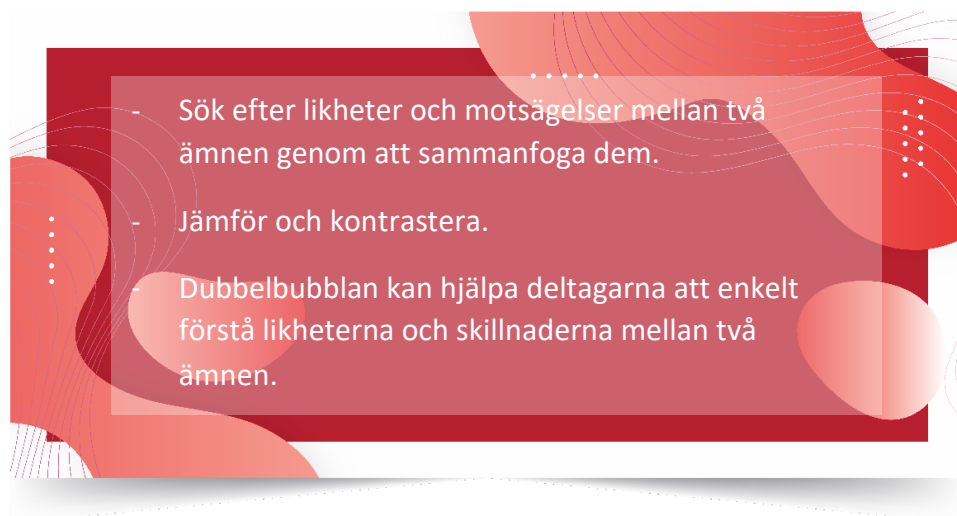 - Sök efter likheter och motsägelser mellan två
ämnen genom att sammanfoga dem.
- Jämför och kontrastera.
- Dubbelbubblan kan hjälpa deltagarna att enkelt
förstå likheterna och skillnaderna mellan två
ämnen.